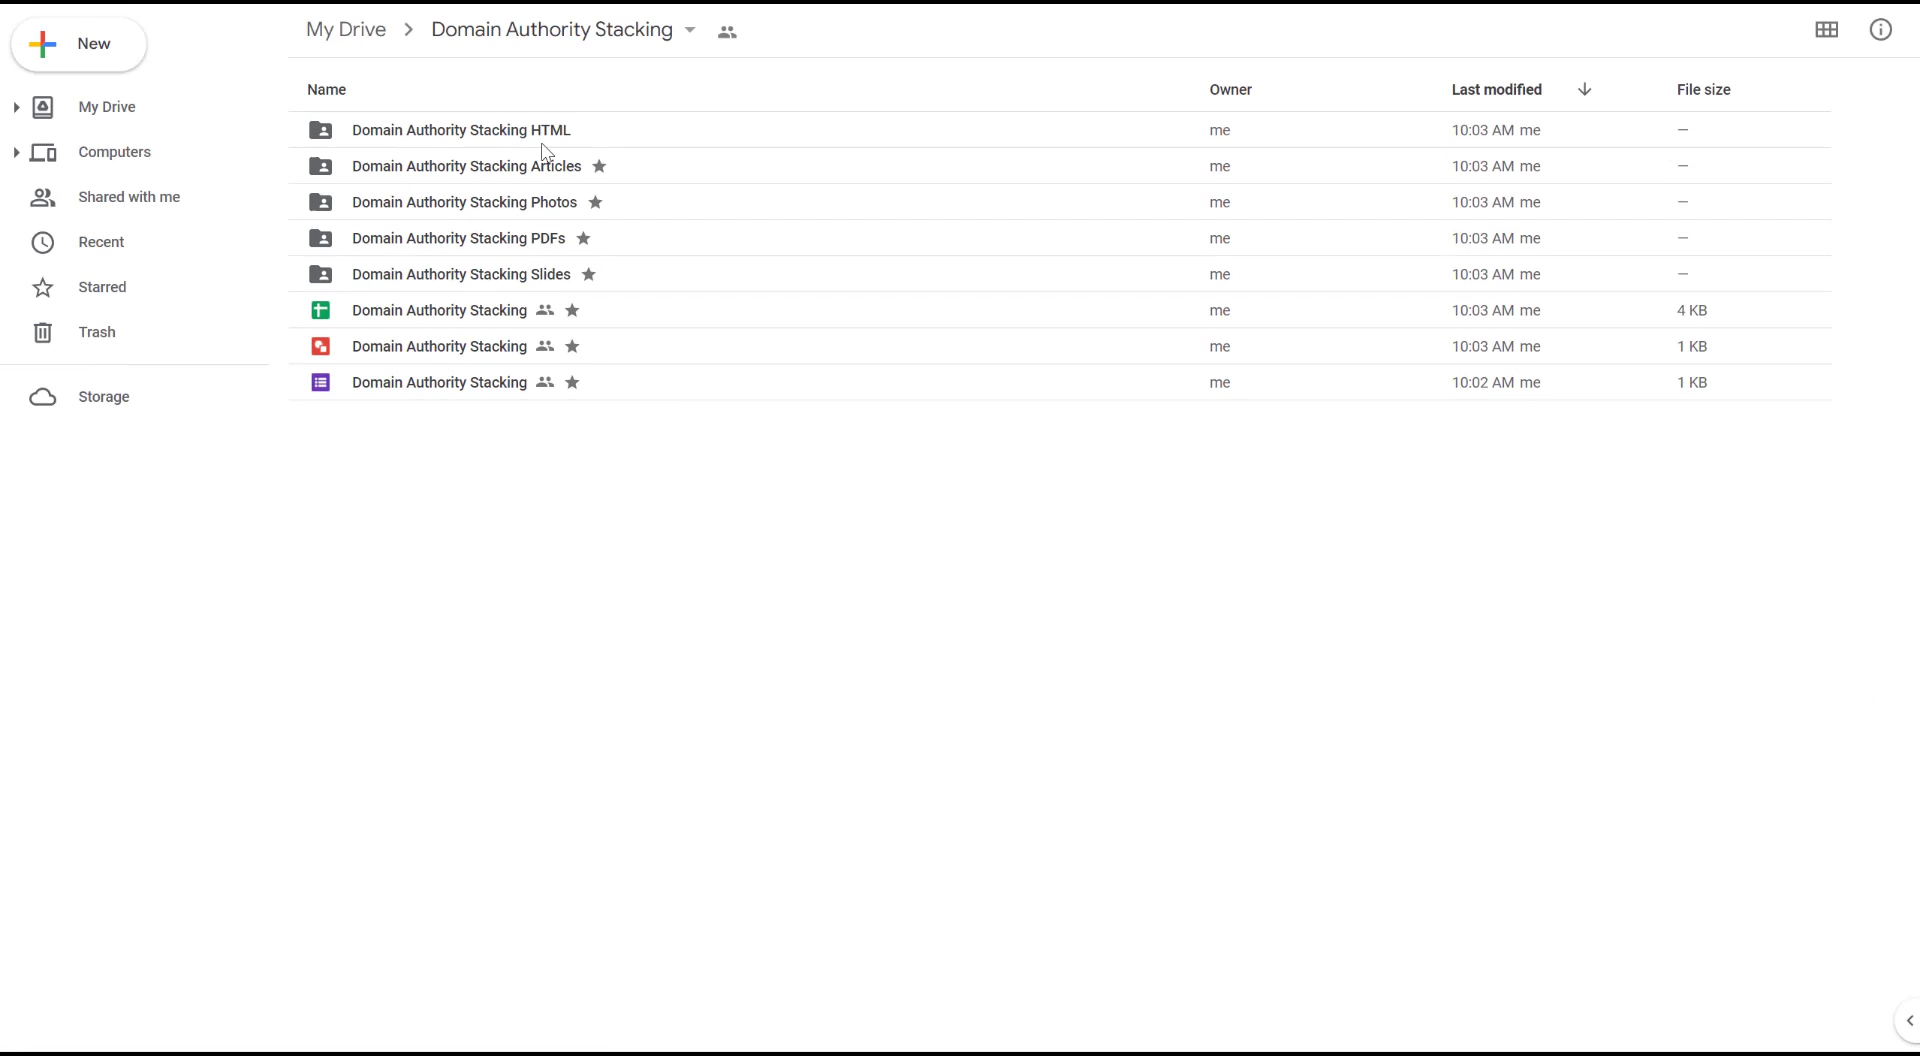 New
My Drive
Computers
Shared with me
Recent
Starred
Trash
Storage
My Drive > Domain Authority Stacking
Name Owner Last modified File size
Domain Authority Stacking HTML me 10:03 AM me —
Domain Authority Stacking Articles me 10:03 AM me —
Domain Authority Stacking Photos me 10:03 AM me —
Domain Authority Stacking PDFs me 10:03 AM me —
Domain Authority Stacking Slides me 10:03 AM me —
Domain Authority Stacking me 10:03 AM me 4 KB
Domain Authority Stacking me 10:03 AM me 1 KB
Domain Authority Stacking me 10:02 AM me 1 KB